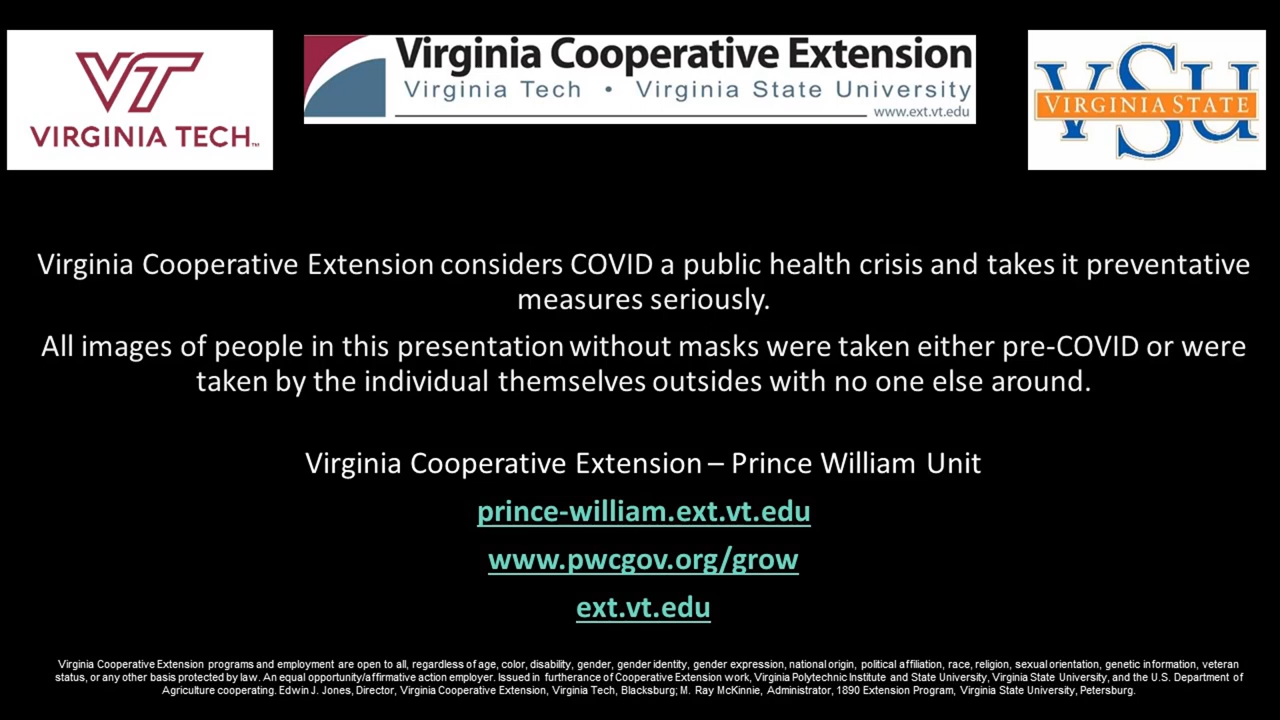 VT
VIRGINIA TECH™
Virginia Cooperative Extension
Virginia Tech • Virginia State University
www.ext.vt.edu
VSU
VIRGINIA STATE
Virginia Cooperative Extension considers COVID a public health crisis and takes it preventative
measures seriously.
All images of people in this presentation without masks were taken either pre-COVID or were
taken by the individual themselves outsides with no one else around.
Virginia Cooperative Extension – Prince William Unit
prince-william.ext.vt.edu
www.pwcgov.org/grow
ext.vt.edu
Virginia Cooperative Extension programs and employment are open to all, regardless of age, color, disability, gender, gender identity, gender expression, national origin, political affiliation, race, religion, sexual orientation, genetic information, veteran
status, or any other basis protected by law. An equal opportunity/affirmative action employer. Issued in furtherance of Cooperative Extension work, Virginia Polytechnic Institute and State University, Virginia State University, and the U.S. Department of
Agriculture cooperating. Edwin J. Jones, Director, Virginia Cooperative Extension, Virginia Tech, Blacksburg; M. Ray McKinnie, Administrator, 1890 Extension Program, Virginia State University, Petersburg.